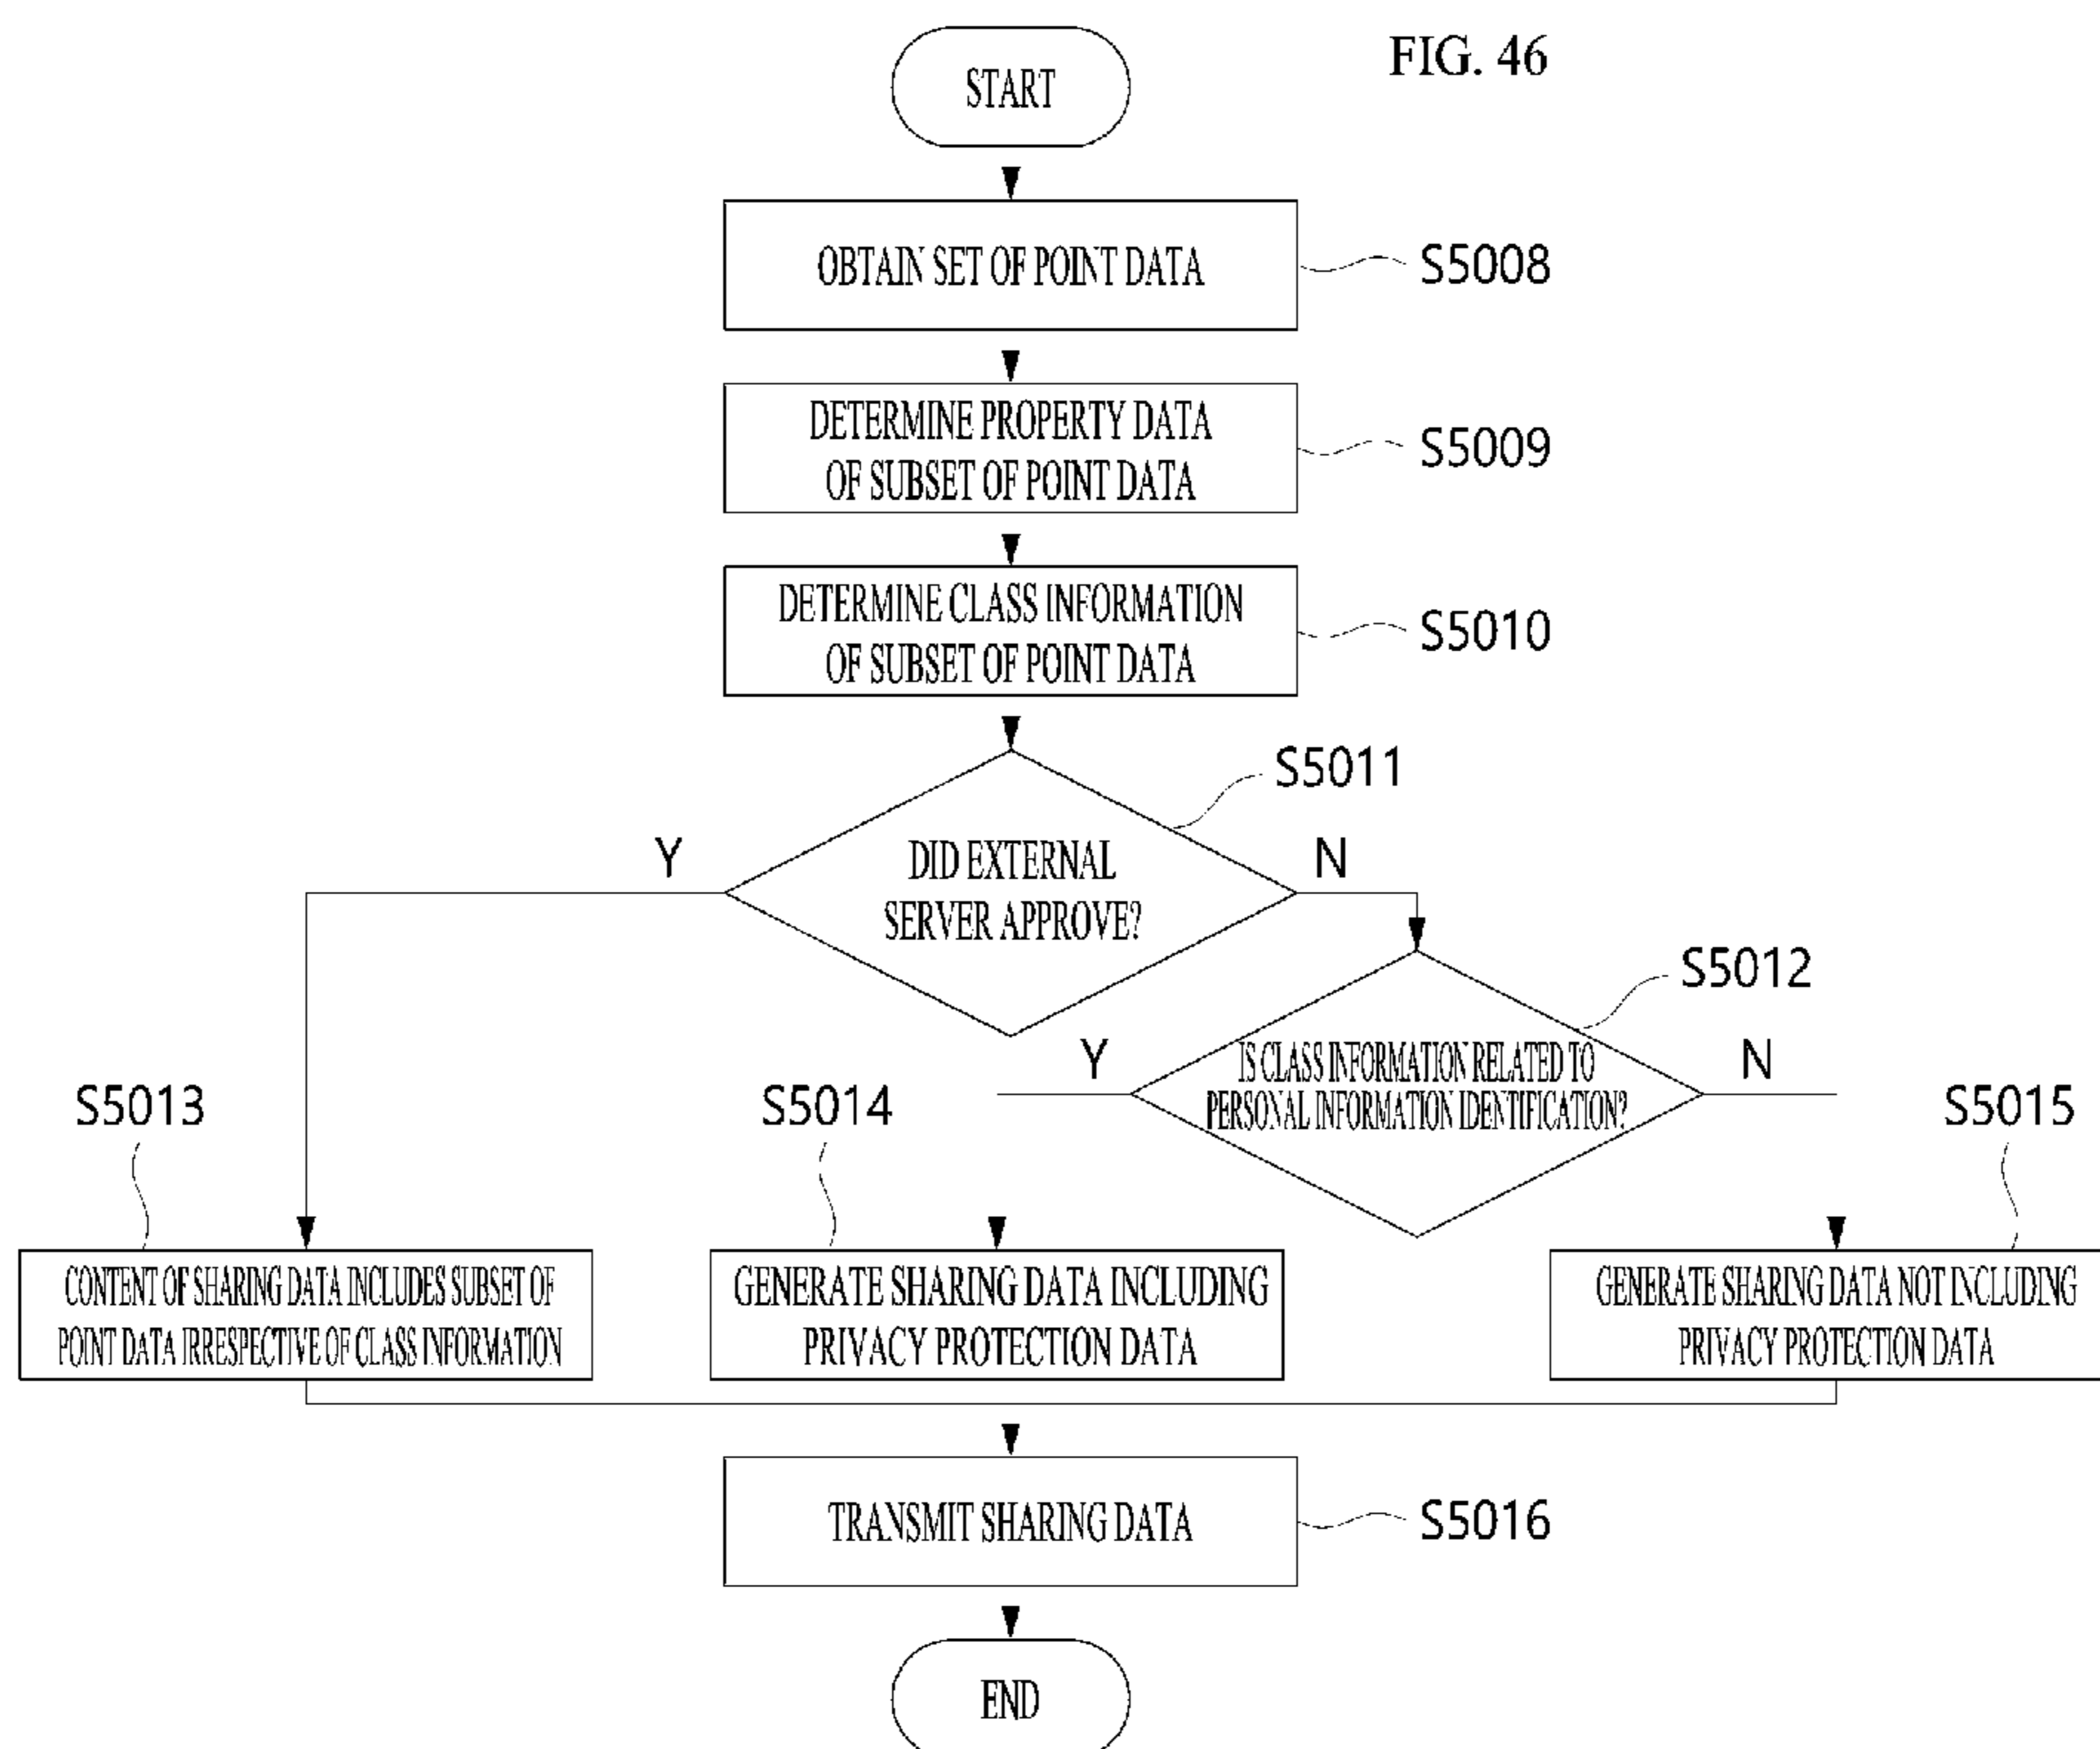 FIG. 46
START
OBTAIN SET OF POINT DATA
S5008
DETERMINE PROPERTY DATA
OF SUBSET OF POINT DATA
S5009
DETERMINE CLASS INFORMATION
OF SUBSET OF POINT DATA
S5010
S5011
Y
N
DID EXTERNAL
SERVER APPROVE?
S5012
Y
N
IS CLASS INFORMATION RELATED TO
PERSONAL INFORMATION IDENTIFICATION?
S5013
S5014
S5015
CONTENT OF SHARING DATA INCLUDES SUBSET OF
POINT DATA IRRESPECTIVE OF CLASS INFORMATION
GENERATE SHARING DATA INCLUDING
PRIVACY PROTECTION DATA
GENERATE SHARING DATA NOT INCLUDING
PRIVACY PROTECTION DATA
TRANSMIT SHARING DATA
S5016
END